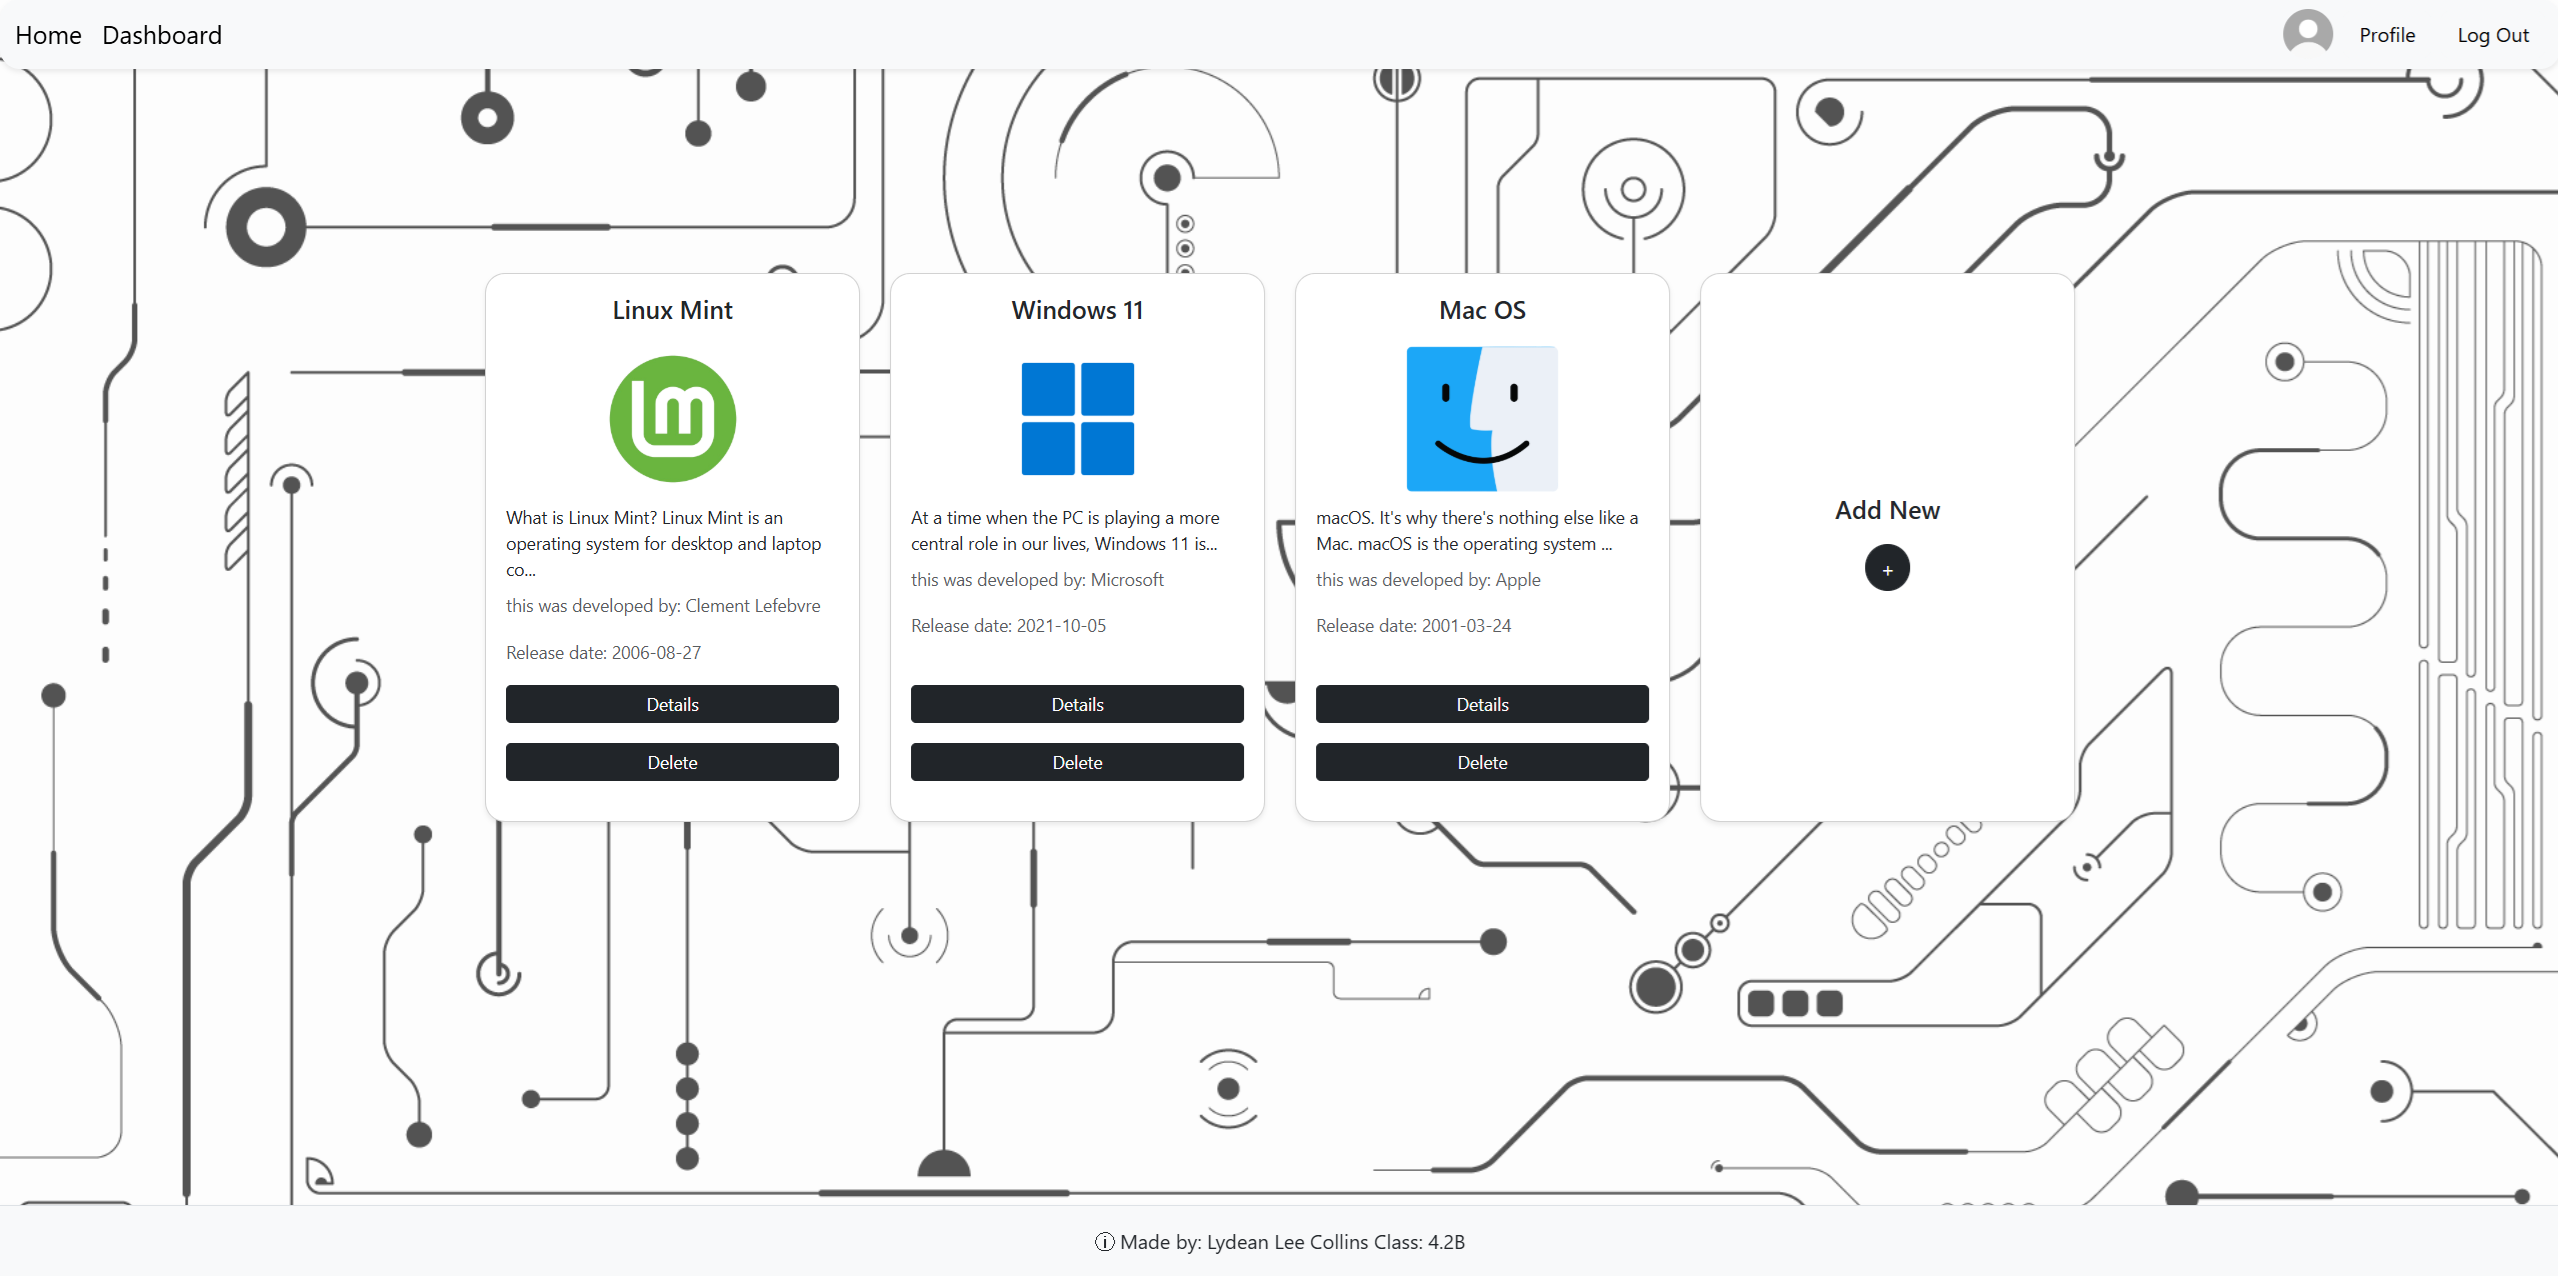 Home Dashboard Profile Log Out
Linux Mint
lm
What is Linux Mint? Linux Mint is an
operating system for desktop and laptop
co...
this was developed by: Clement Lefebvre
Release date: 2006-08-27
Details
Delete
Windows 11
At a time when the PC is playing a more
central role in our lives, Windows 11 is...
this was developed by: Microsoft
Release date: 2021-10-05
Details
Delete
Mac OS
macOS. It's why there's nothing else like a
Mac. macOS is the operating system ...
this was developed by: Apple
Release date: 2001-03-24
Details
Delete
Add New
+
Made by: Lydean Lee Collins Class: 4.2B